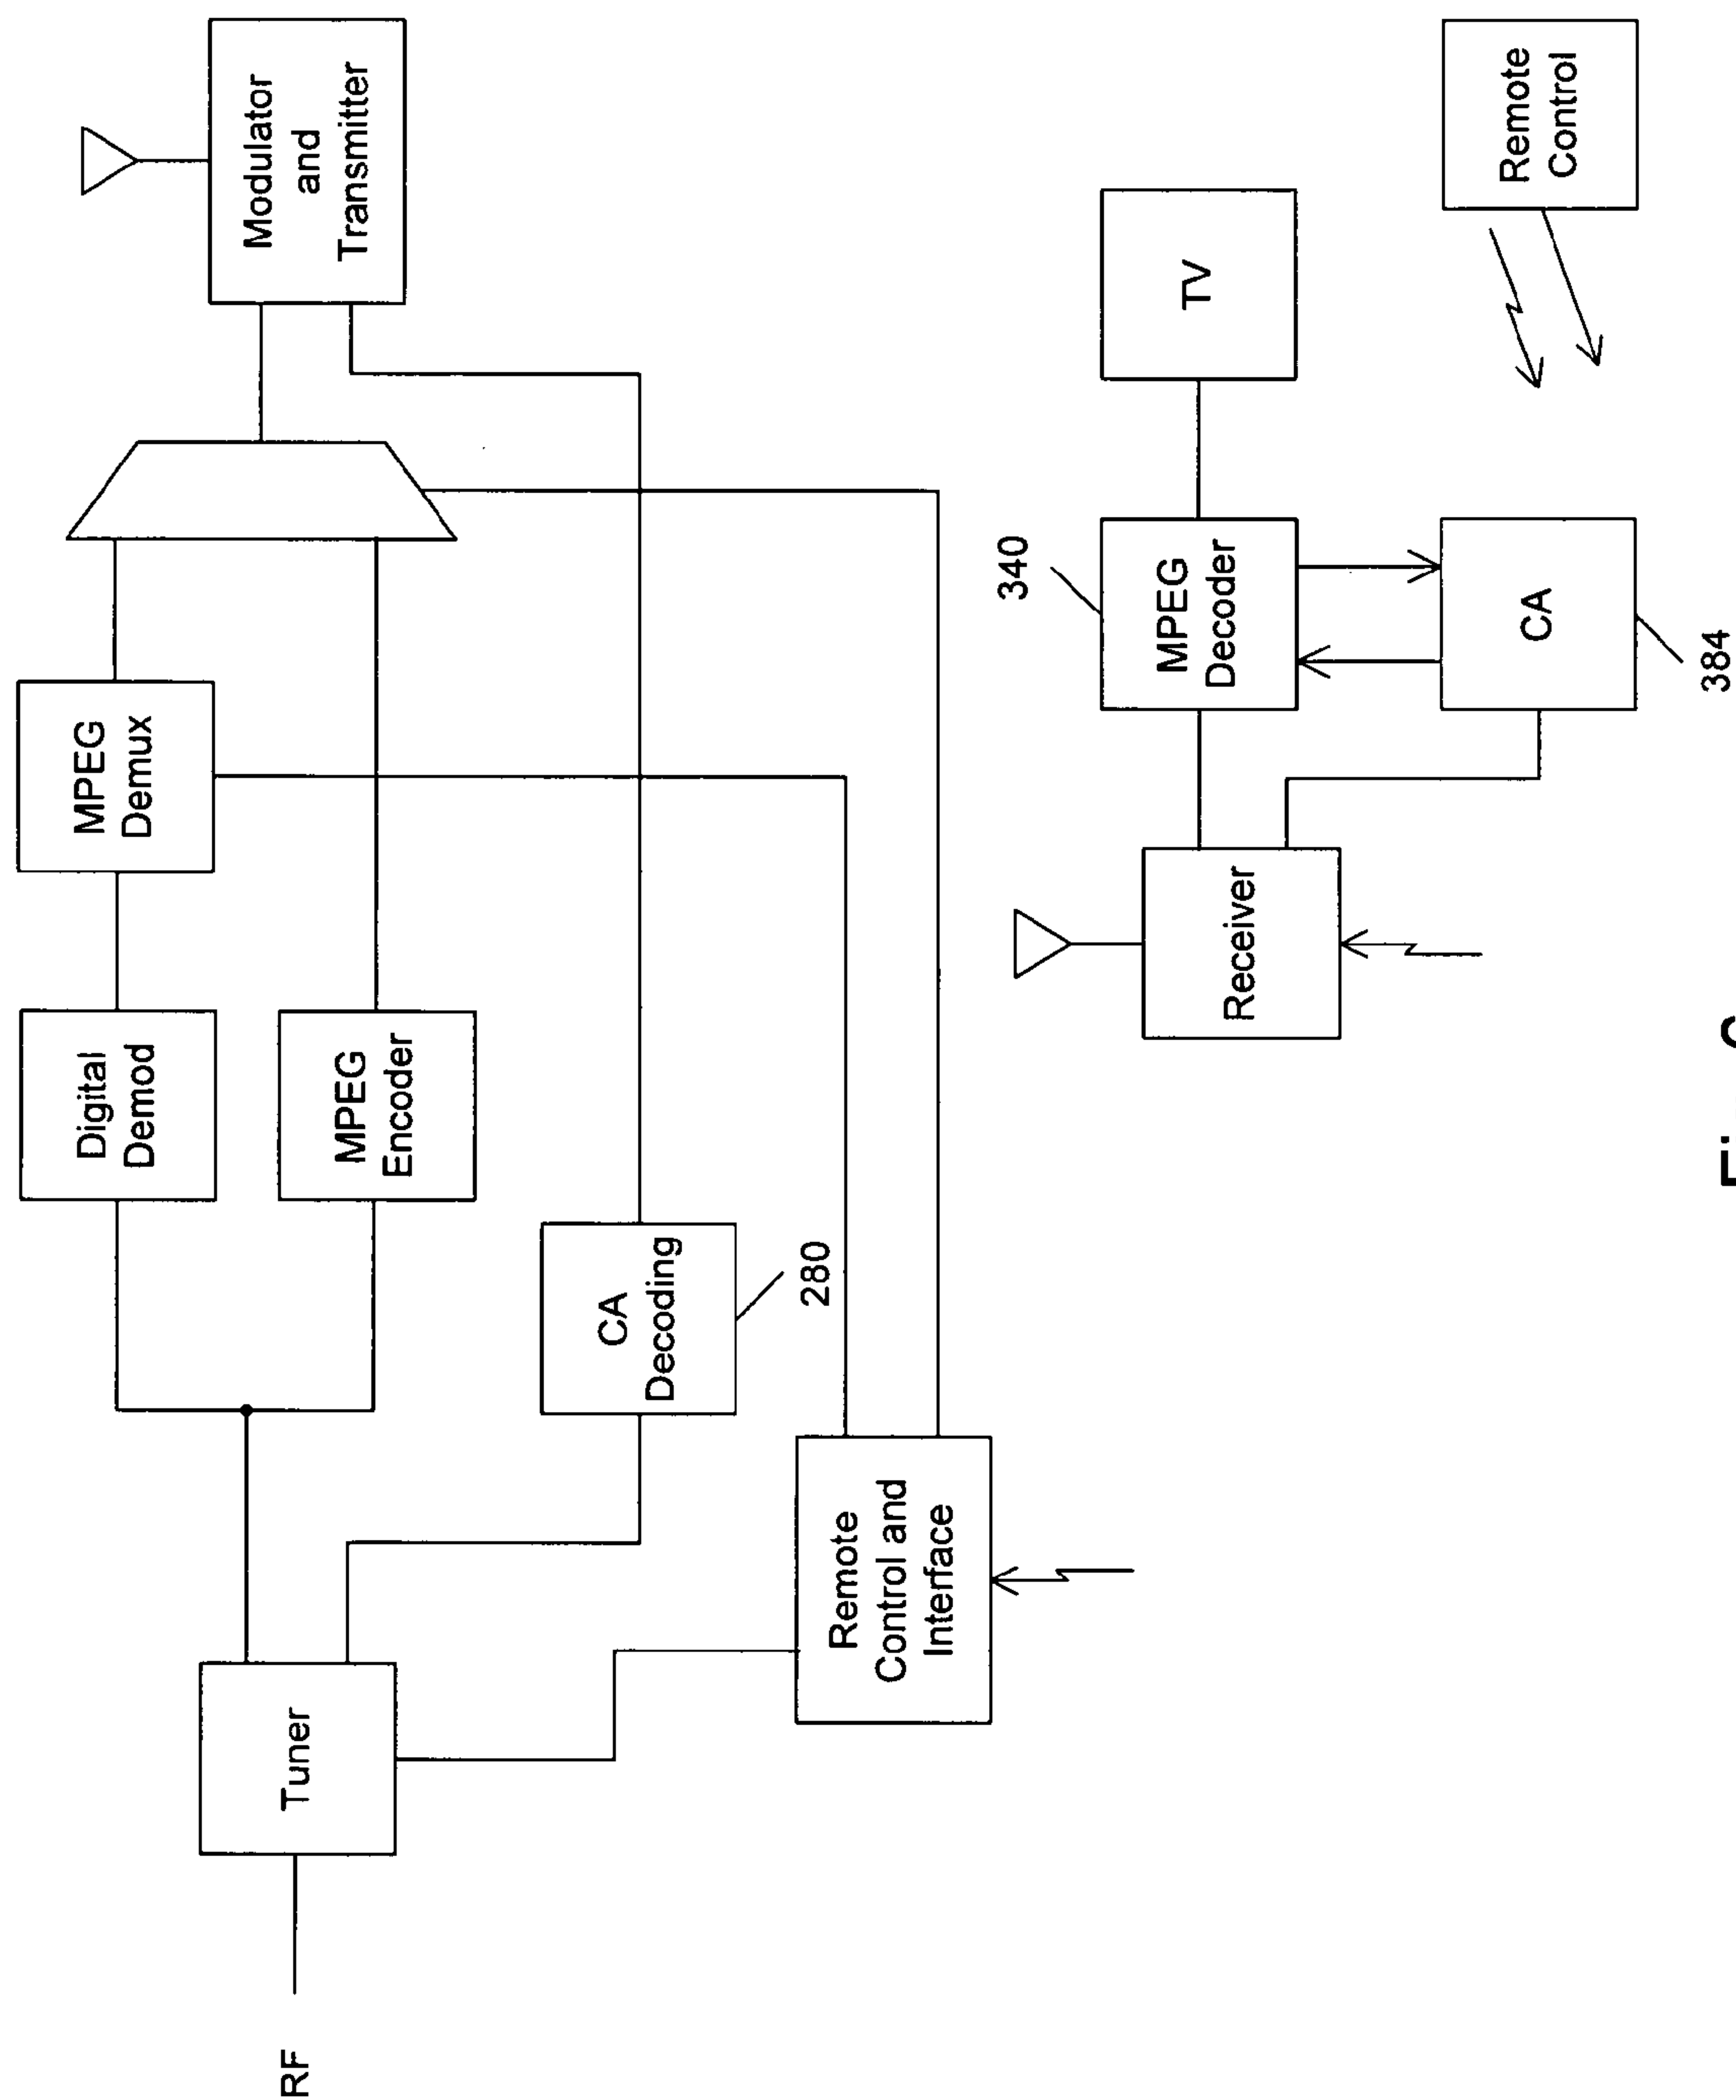 RF
Tuner
Digital
Demod
MPEG
Encoder
MPEG
Demux
Modulator
and
Transmitter
CA
Decoding
280
Remote
Control and
Interface
Receiver
340
MPEG
Decoder
TV
CA
384
Remote
Control